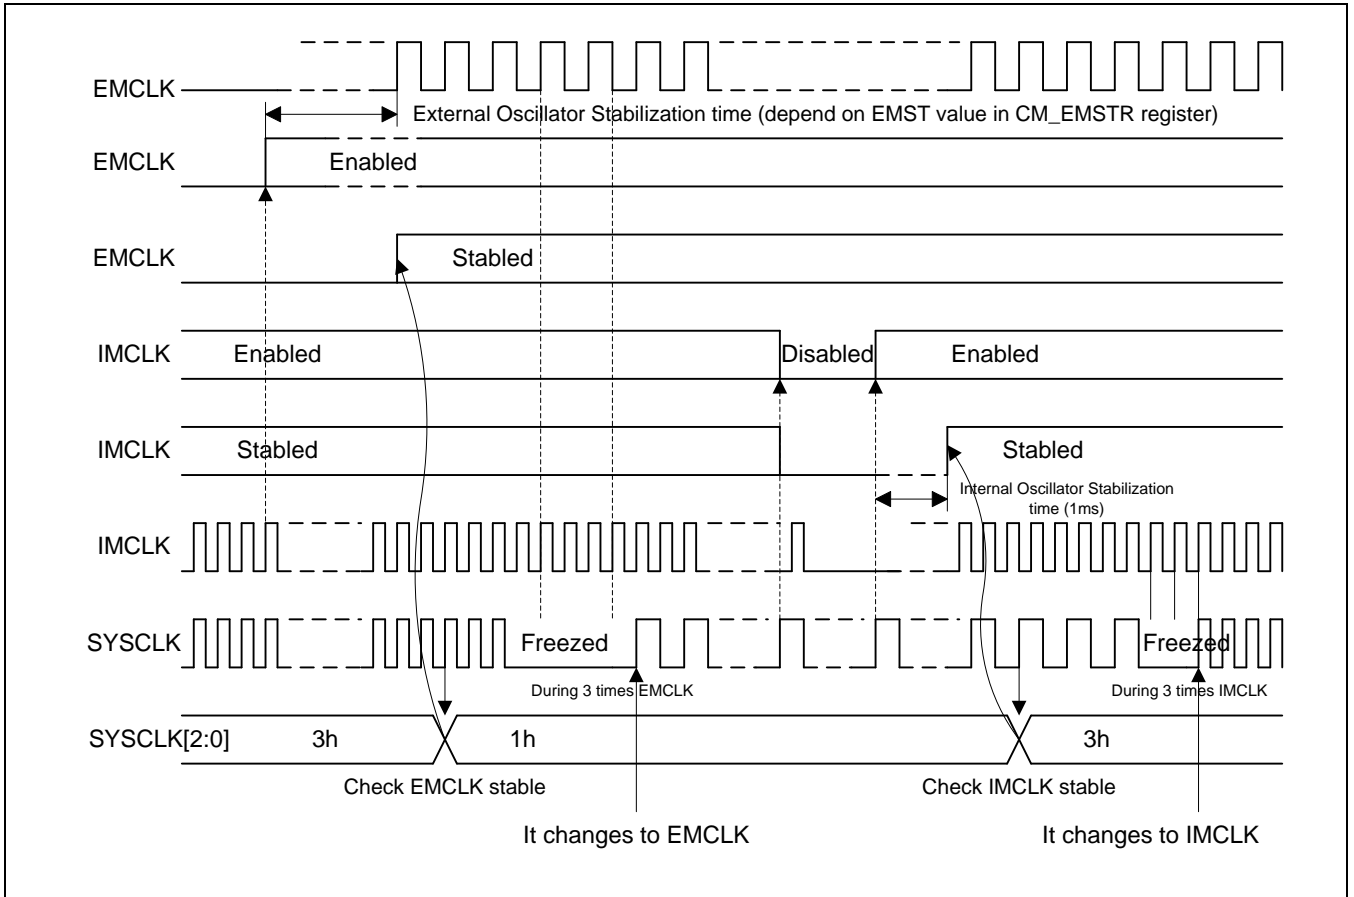 EMCLK
External Oscillator Stabilization time (depend on EMST value in CM_EMSTR register)
EMCLK Enabled
EMCLK Stabled
IMCLK Enabled Disabled Enabled
IMCLK Stabled Stabled
Internal Oscillator Stabilization
time (1ms)
IMCLK
SYSCLK Freezed Freezed
During 3 times EMCLK During 3 times IMCLK
SYSCLK[2:0] 3h 1h 3h
Check EMCLK stable Check IMCLK stable
It changes to EMCLK It changes to IMCLK